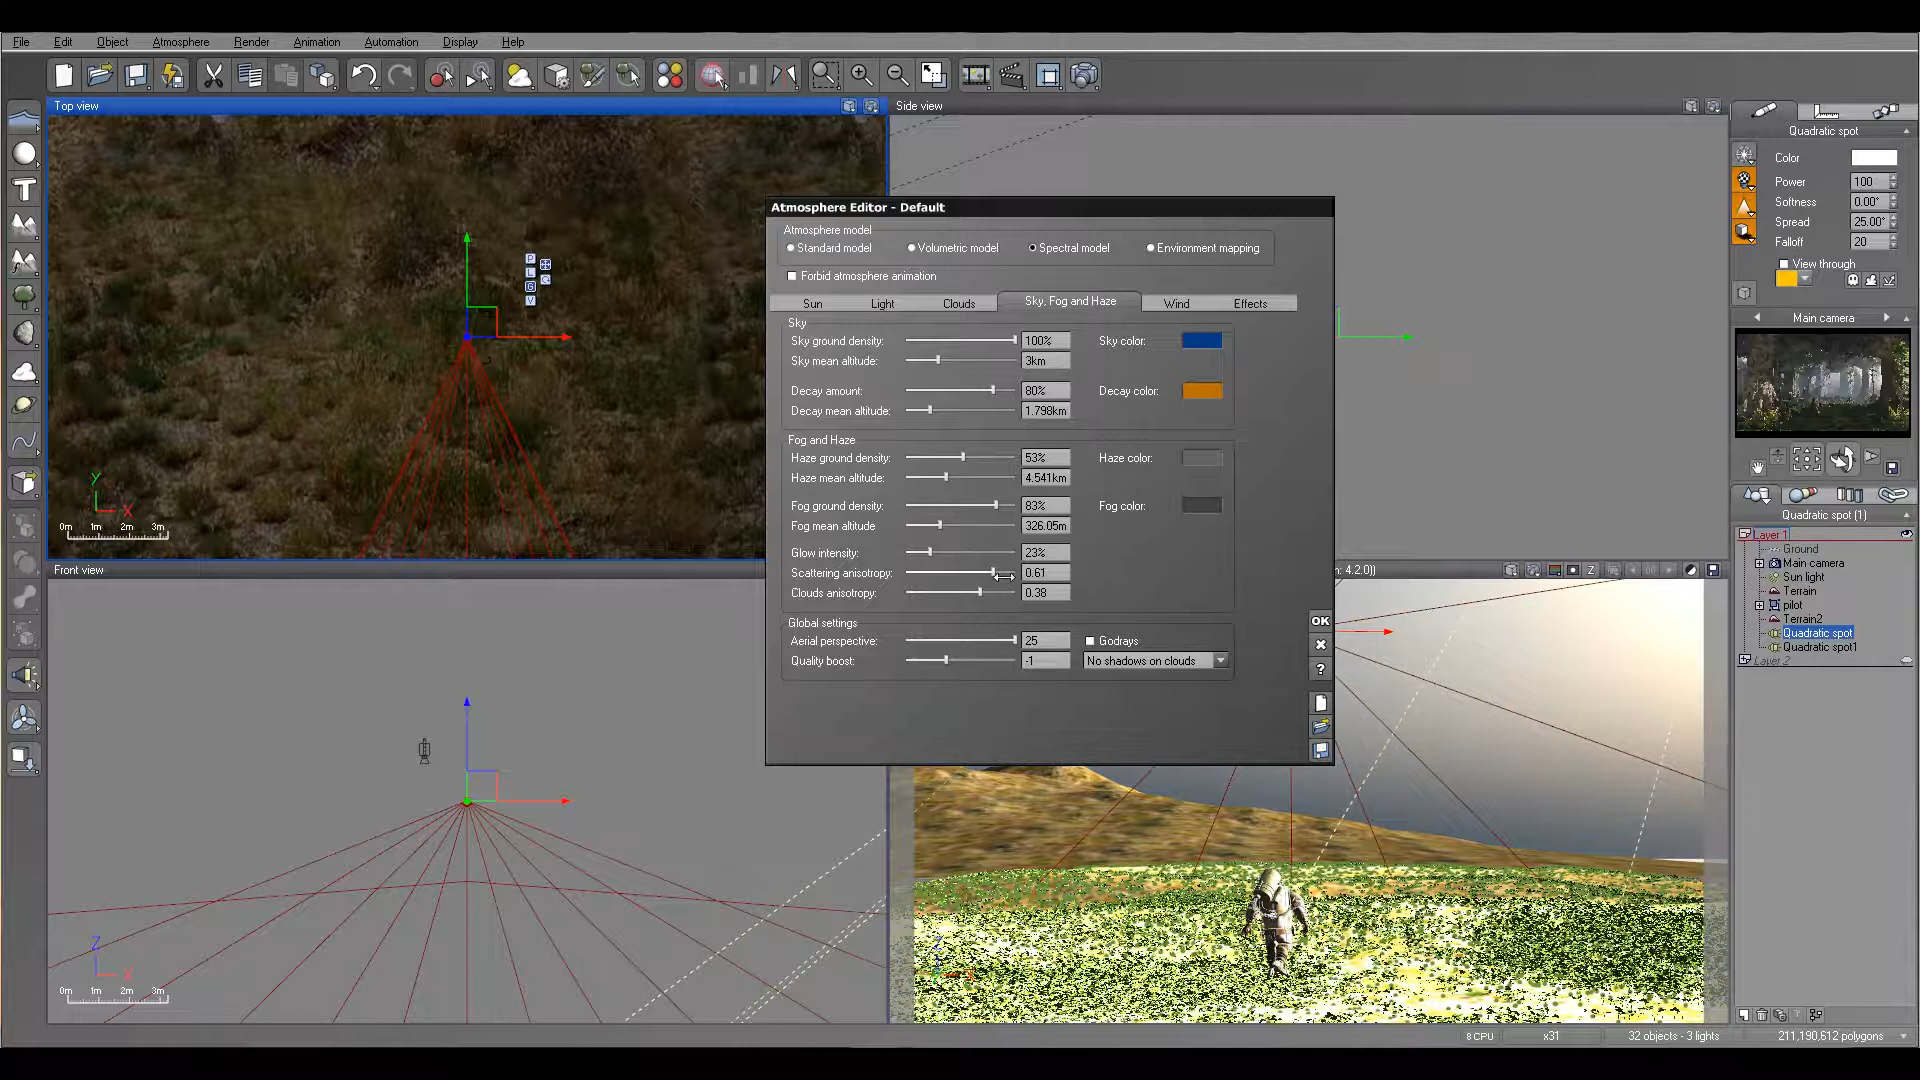 File Edit Object Atmosphere Render Animation Automation Display Help
Top view
Side view
Quadratic spot
Color
Power 100
Softness 0.00°
Spread 25.00°
Falloff 20
View through
Main camera
Atmosphere Editor - Default
Atmosphere model
Standard model Volumetric model Spectral model Environment mapping
Forbid atmosphere animation
Sun Light Clouds Sky, Fog and Haze Wind Effects
Sky
Sky ground density: 100% Sky color:
Sky mean altitude: 3km
Decay amount: 80% Decay color:
Decay mean altitude: 1.798km
Fog and Haze
Haze ground density: 53% Haze color:
Haze mean altitude: 4.541km
Fog ground density: 83% Fog color:
Fog mean altitude 326.05m
Glow intensity: 23%
Scattering anisotropy: 0.61
Clouds anisotropy: 0.38
Global settings
Aerial perspective: 25 Godrays
Quality boost: -1 No shadows on clouds
OK
?
P
L
G
V
Y
X
0m 1m 2m 3m
Front view
Z
X
0m 1m 2m 3m
m: 4.2.0))
Z
Quadratic spot (1)
Layer 1
Ground
Main camera
Sun light
Terrain
pilot
Terrain2
Quadratic spot
Quadratic spot1
Layer 2
8 CPU x31 32 objects - 3 lights 211,190,612 polygons